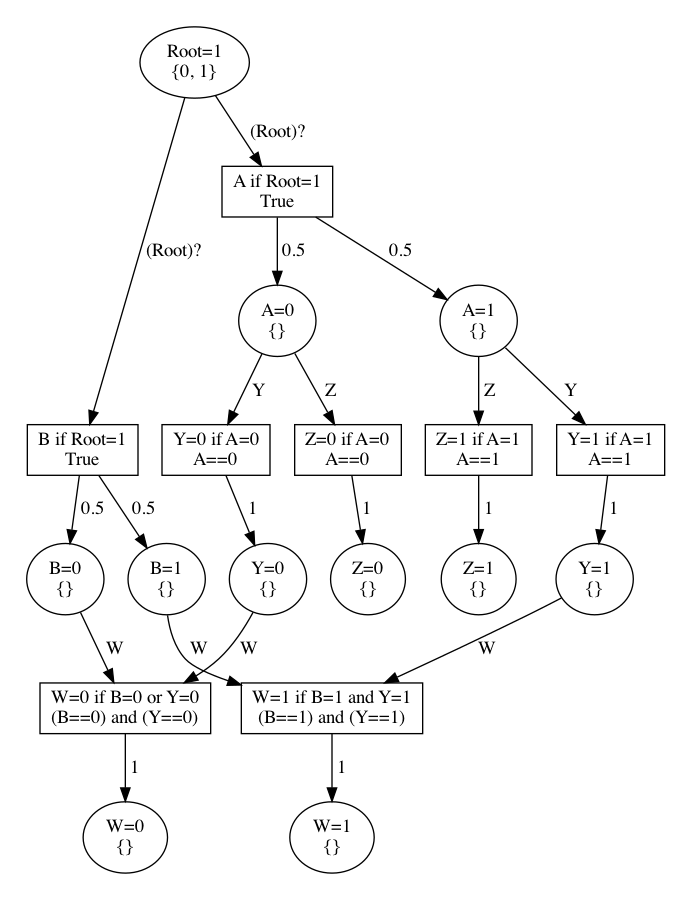 Root=1
{0, 1}
(Root)?
A if Root=1
True
(Root)?
0.5
0.5
A=0
{}
A=1
{}
Y
Z
Z
Y
B if Root=1
True
Y=0 if A=0
A==0
Z=0 if A=0
A==0
Z=1 if A=1
A==1
Y=1 if A=1
A==1
0.5
0.5
1
1
1
1
B=0
{}
B=1
{}
Y=0
{}
Z=0
{}
Z=1
{}
Y=1
{}
W
W
W
W
W=0 if B=0 or Y=0
(B==0) and (Y==0)
W=1 if B=1 and Y=1
(B==1) and (Y==1)
1
1
W=0
{}
W=1
{}